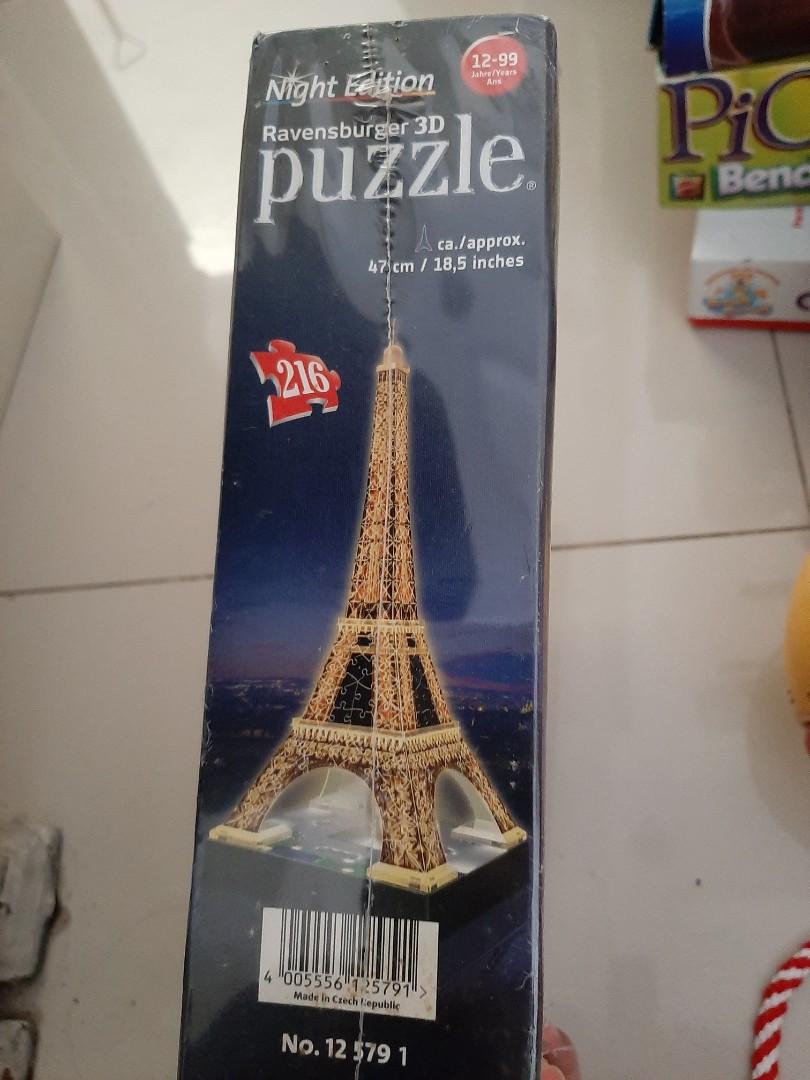 Night Edition
12-99
Jahre/Years
Ans
Ravensburger 3D
puzzle®
ca./approx.
47 cm / 18,5 inches
216
4 005556 125791 >
Made in Czech Republic
No. 12 579 1
PiC
Benc